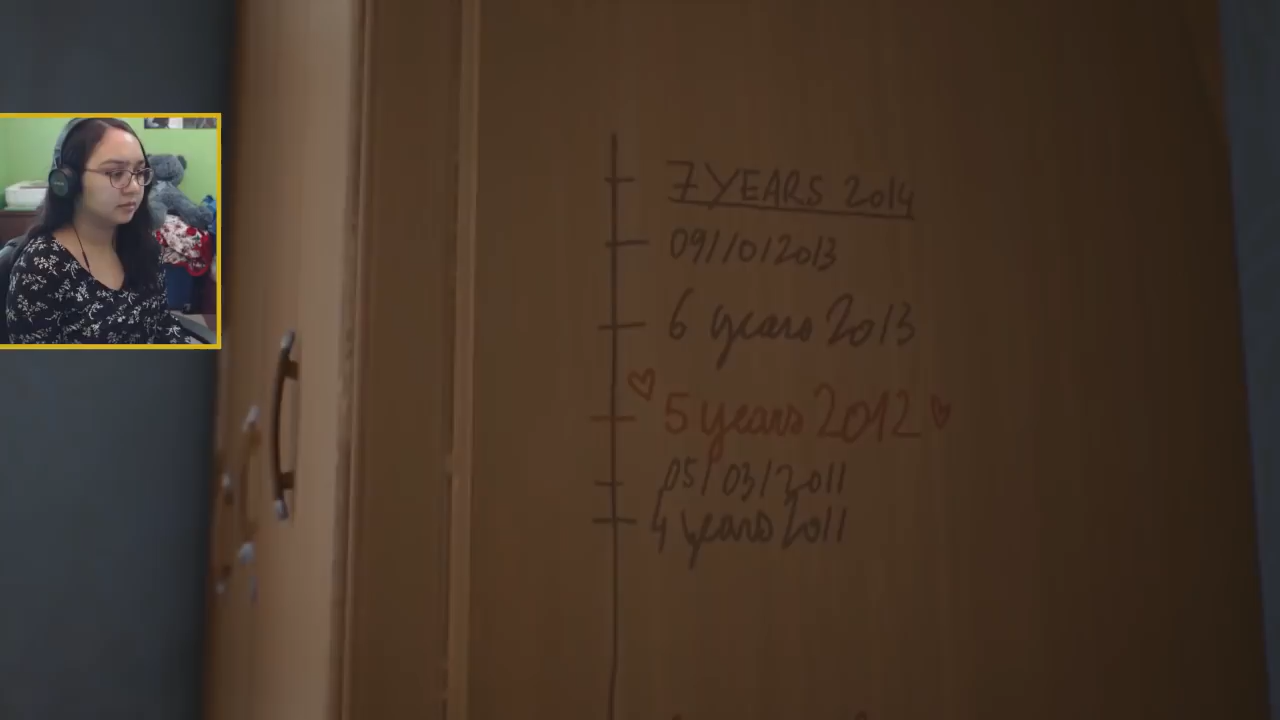 7 YEARS 2014
09/10/2013
6 years 2013
5 years 2012
05/03/2011
4 years 2011